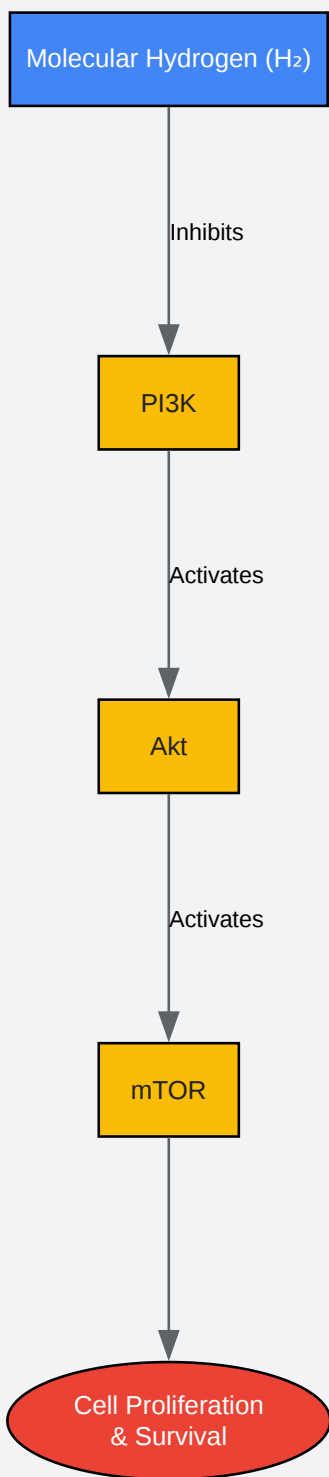 Molecular Hydrogen (H₂)
Inhibits
PI3K
Activates
Akt
Activates
mTOR
Cell Proliferation
& Survival